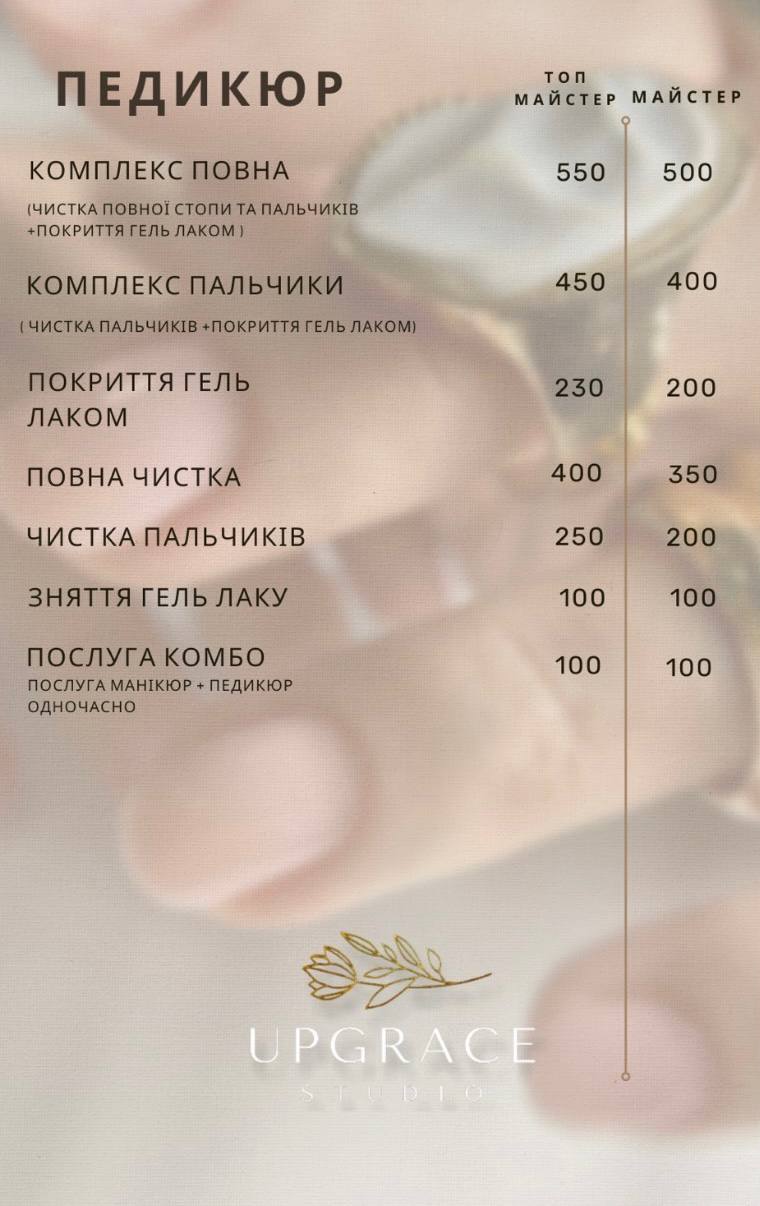 ПЕДИКЮР
ТОП
МАЙСТЕР МАЙСТЕР
КОМПЛЕКС ПОВНА 550 500
(ЧИСТКА ПОВНОЇ СТОПИ ТА ПАЛЬЧИКІВ
+ПОКРИТТЯ ГЕЛЬ ЛАКОМ )
КОМПЛЕКС ПАЛЬЧИКИ 450 400
( ЧИСТКА ПАЛЬЧИКІВ +ПОКРИТТЯ ГЕЛЬ ЛАКОМ)
ПОКРИТТЯ ГЕЛЬ
ЛАКОМ 230 200
ПОВНА ЧИСТКА 400 350
ЧИСТКА ПАЛЬЧИКІВ 250 200
ЗНЯТТЯ ГЕЛЬ ЛАКУ 100 100
ПОСЛУГА КОМБО 100 100
ПОСЛУГА МАНІКЮР + ПЕДИКЮР
ОДНОЧАСНО
UPGRACE
STUDIO